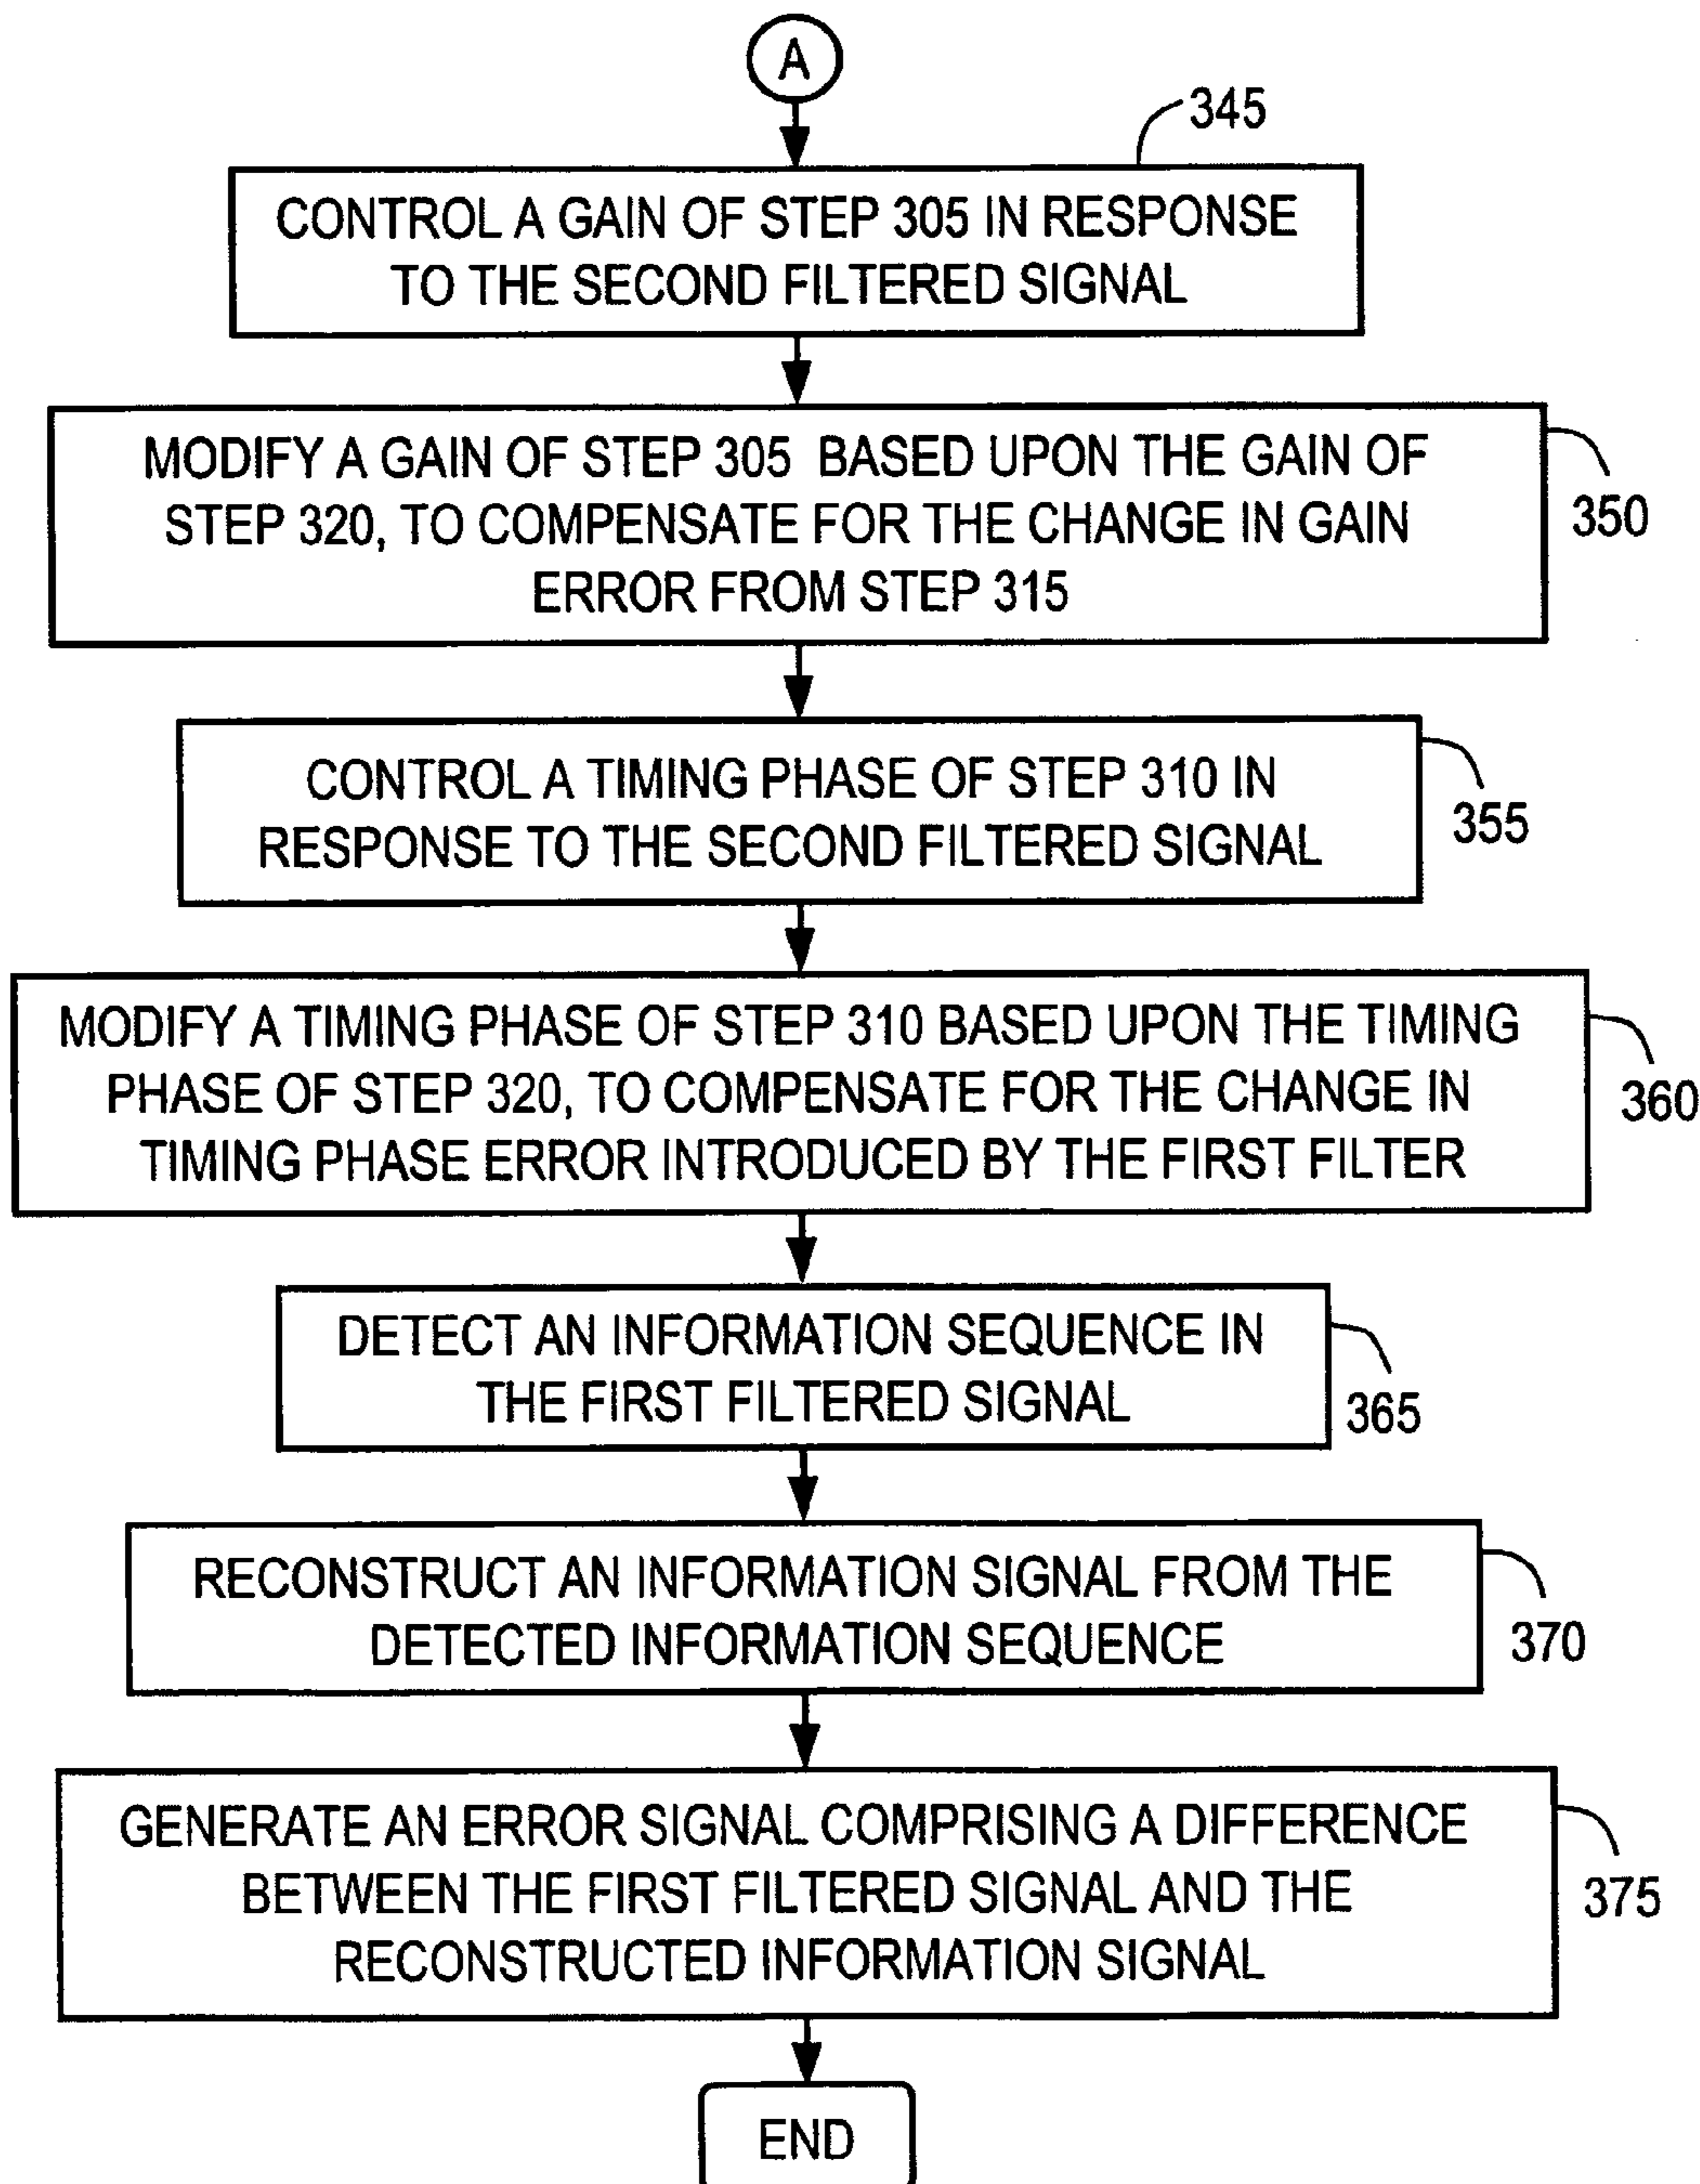 A
345
CONTROL A GAIN OF STEP 305 IN RESPONSE
TO THE SECOND FILTERED SIGNAL
MODIFY A GAIN OF STEP 305 BASED UPON THE GAIN OF
STEP 320, TO COMPENSATE FOR THE CHANGE IN GAIN
ERROR FROM STEP 315
350
CONTROL A TIMING PHASE OF STEP 310 IN
RESPONSE TO THE SECOND FILTERED SIGNAL
355
MODIFY A TIMING PHASE OF STEP 310 BASED UPON THE TIMING
PHASE OF STEP 320, TO COMPENSATE FOR THE CHANGE IN
TIMING PHASE ERROR INTRODUCED BY THE FIRST FILTER
360
DETECT AN INFORMATION SEQUENCE IN
THE FIRST FILTERED SIGNAL
365
RECONSTRUCT AN INFORMATION SIGNAL FROM THE
DETECTED INFORMATION SEQUENCE
370
GENERATE AN ERROR SIGNAL COMPRISING A DIFFERENCE
BETWEEN THE FIRST FILTERED SIGNAL AND THE
RECONSTRUCTED INFORMATION SIGNAL
375
END